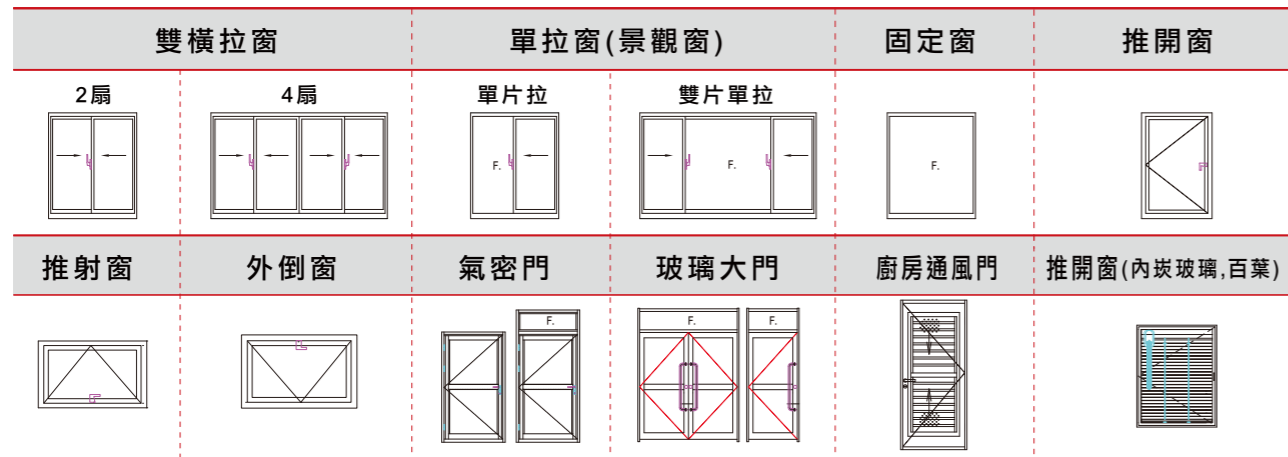 雙橫拉窗
單拉窗(景觀窗)
固定窗
推開窗
2扇
4扇
單片拉
雙片單拉
F.
F.
F.
推射窗
外倒窗
氣密門
玻璃大門
廚房通風門
推開窗(內崁玻璃,百葉)
F.
F.
F.